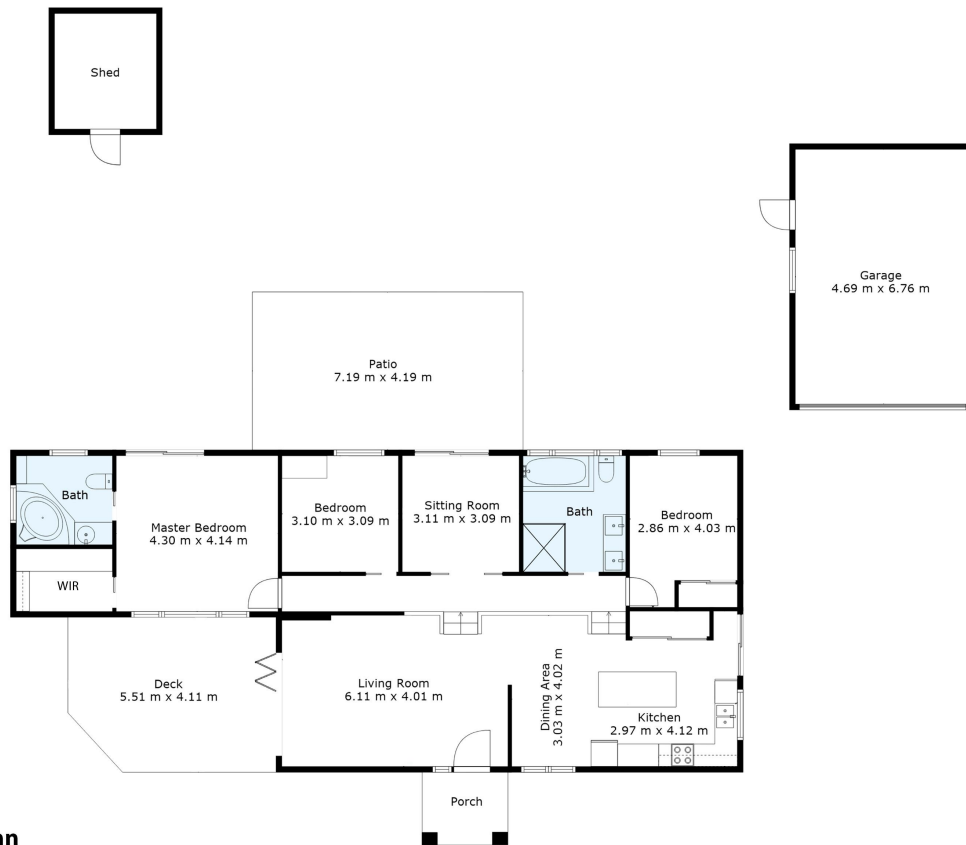 Shed
Garage
4.69 m x 6.76 m
Patio
7.19 m x 4.19 m
Bath
Master Bedroom
4.30 m x 4.14 m
Bedroom
3.10 m x 3.09 m
Sitting Room
3.11 m x 3.09 m
Bath
Bedroom
2.86 m x 4.03 m
WIR
Deck
5.51 m x 4.11 m
Living Room
6.11 m x 4.01 m
Dining Area
3.03 m x 4.02 m
Kitchen
2.97 m x 4.12 m
Porch